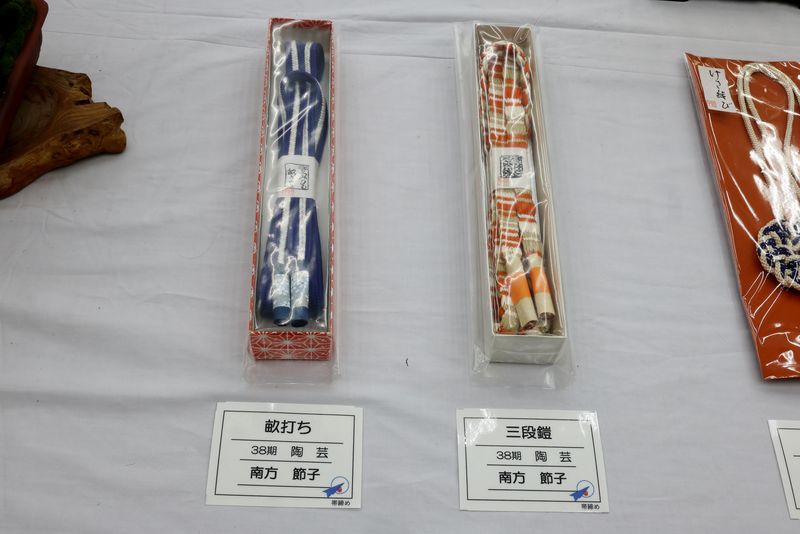 畝打ち
38期 陶 芸
南方 節子
帯締め
三段鎧
38期 陶 芸
南方 節子
帯締め